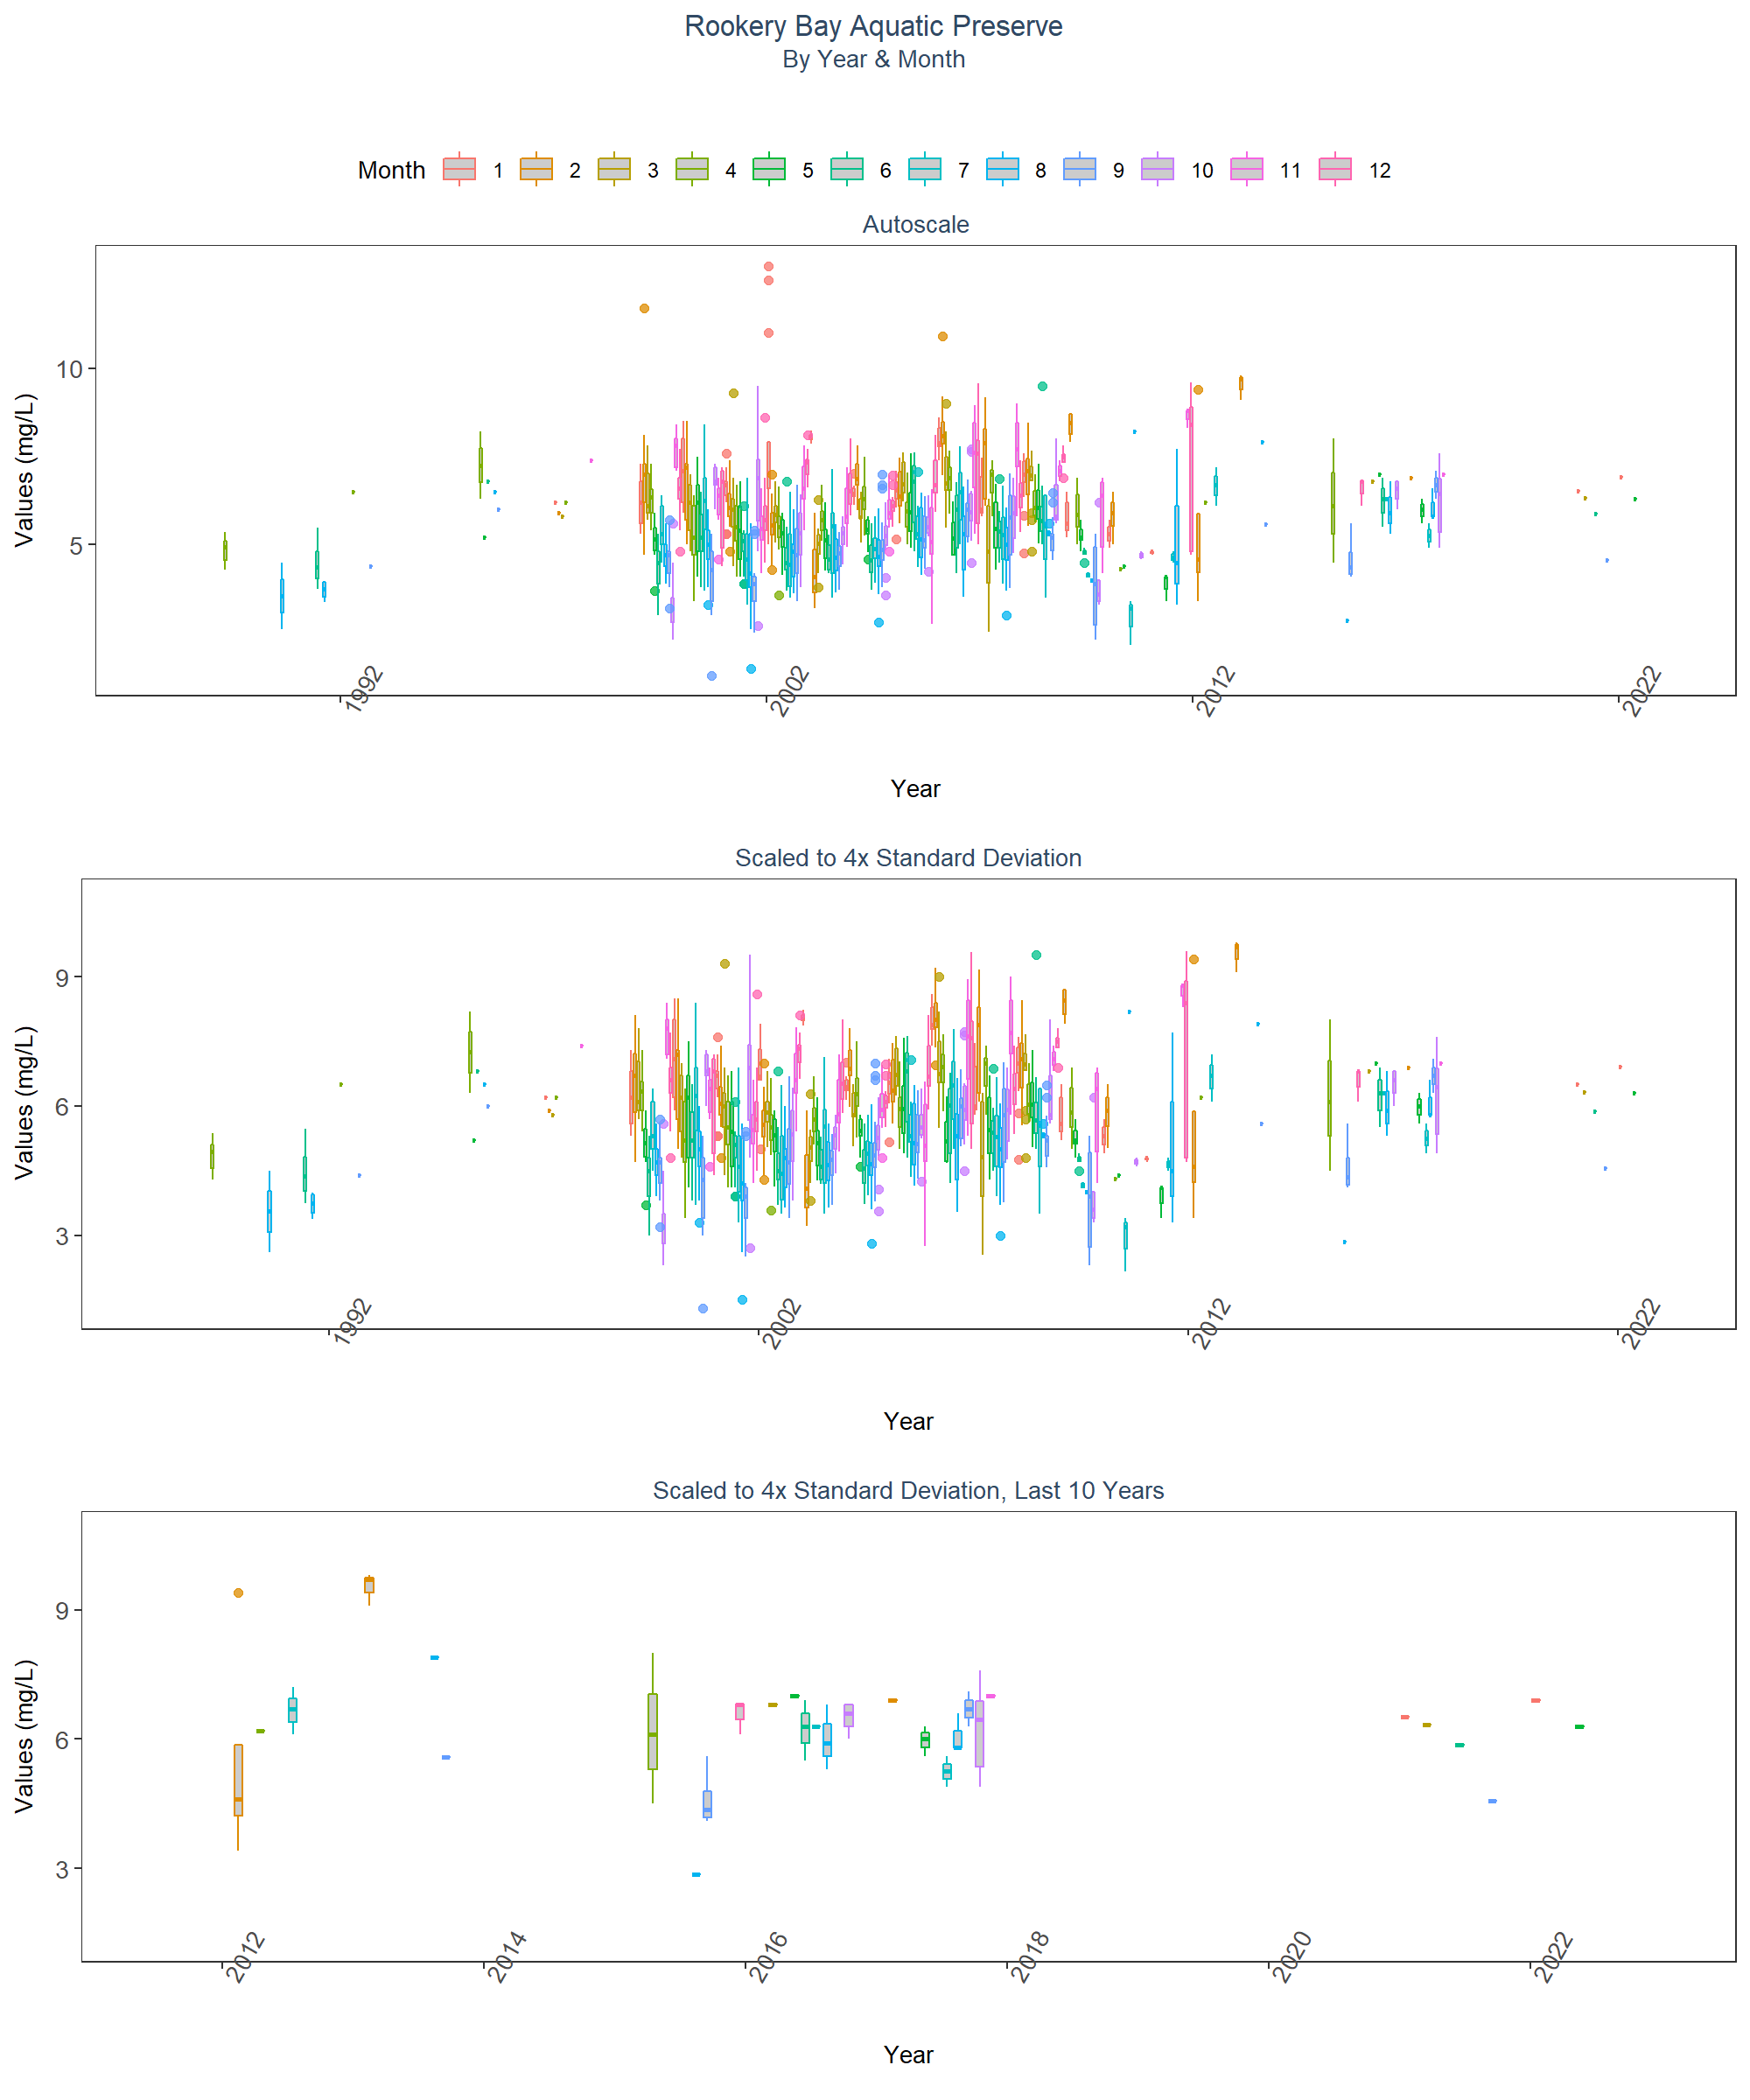 Rookery Bay Aquatic Preserve
By Year & Month
Month 1 2 3 4 5 6 7 8 9 10 11 12
Autoscale
Values (mg/L)
10
5
1992 2002 2012 2022
Year
Scaled to 4x Standard Deviation
Values (mg/L)
9
6
3
1992 2002 2012 2022
Year
Scaled to 4x Standard Deviation, Last 10 Years
Values (mg/L)
9
6
3
2012 2014 2016 2018 2020 2022
Year